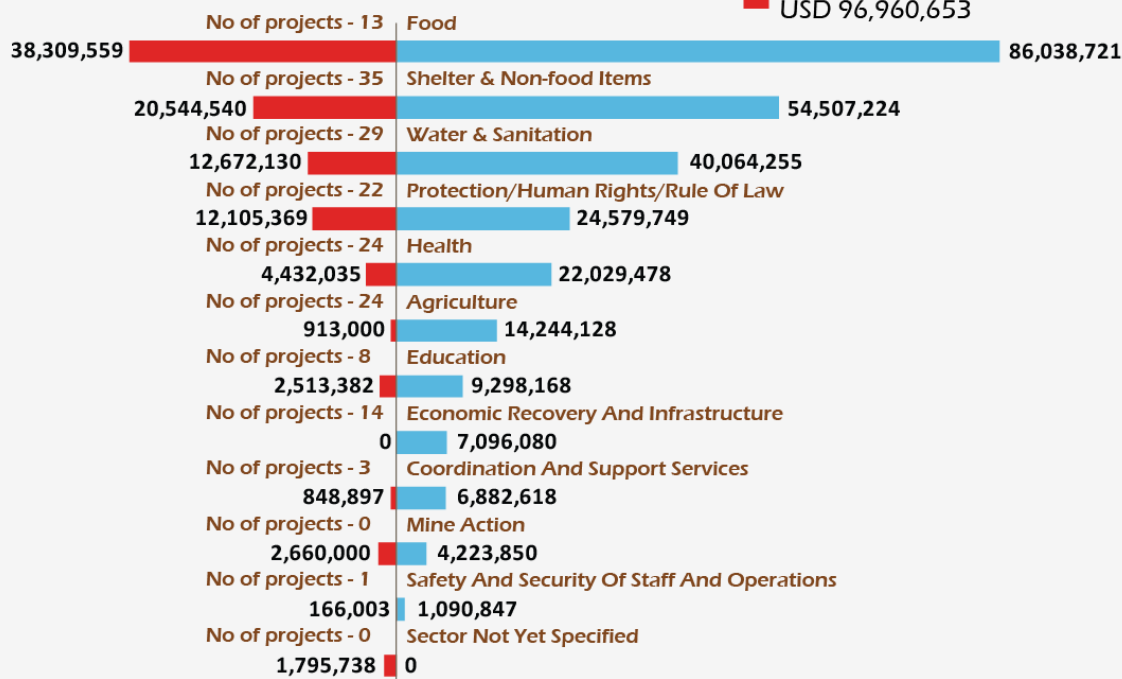 USD 96,960,653
No of projects - 13 Food
38,309,559 86,038,721
No of projects - 35 Shelter & Non-food Items
20,544,540 54,507,224
No of projects - 29 Water & Sanitation
12,672,130 40,064,255
No of projects - 22 Protection/Human Rights/Rule Of Law
12,105,369 24,579,749
No of projects - 24 Health
4,432,035 22,029,478
No of projects - 24 Agriculture
913,000 14,244,128
No of projects - 8 Education
2,513,382 9,298,168
No of projects - 14 Economic Recovery And Infrastructure
0 7,096,080
No of projects - 3 Coordination And Support Services
848,897 6,882,618
No of projects - 0 Mine Action
2,660,000 4,223,850
No of projects - 1 Safety And Security Of Staff And Operations
166,003 1,090,847
No of projects - 0 Sector Not Yet Specified
1,795,738 0